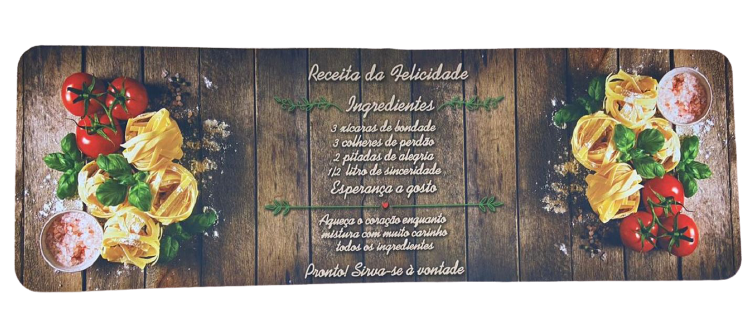 Receita da Felicidade
Ingredientes
3 xícaras de bondade
3 colheres de perdão
2 pitadas de alegria
1/2 litro de sinceridade
Esperança a gosto
Aqueça o coração enquanto
mistura com muito carinho
todos os ingredientes
Pronto! Sirva-se à vontade